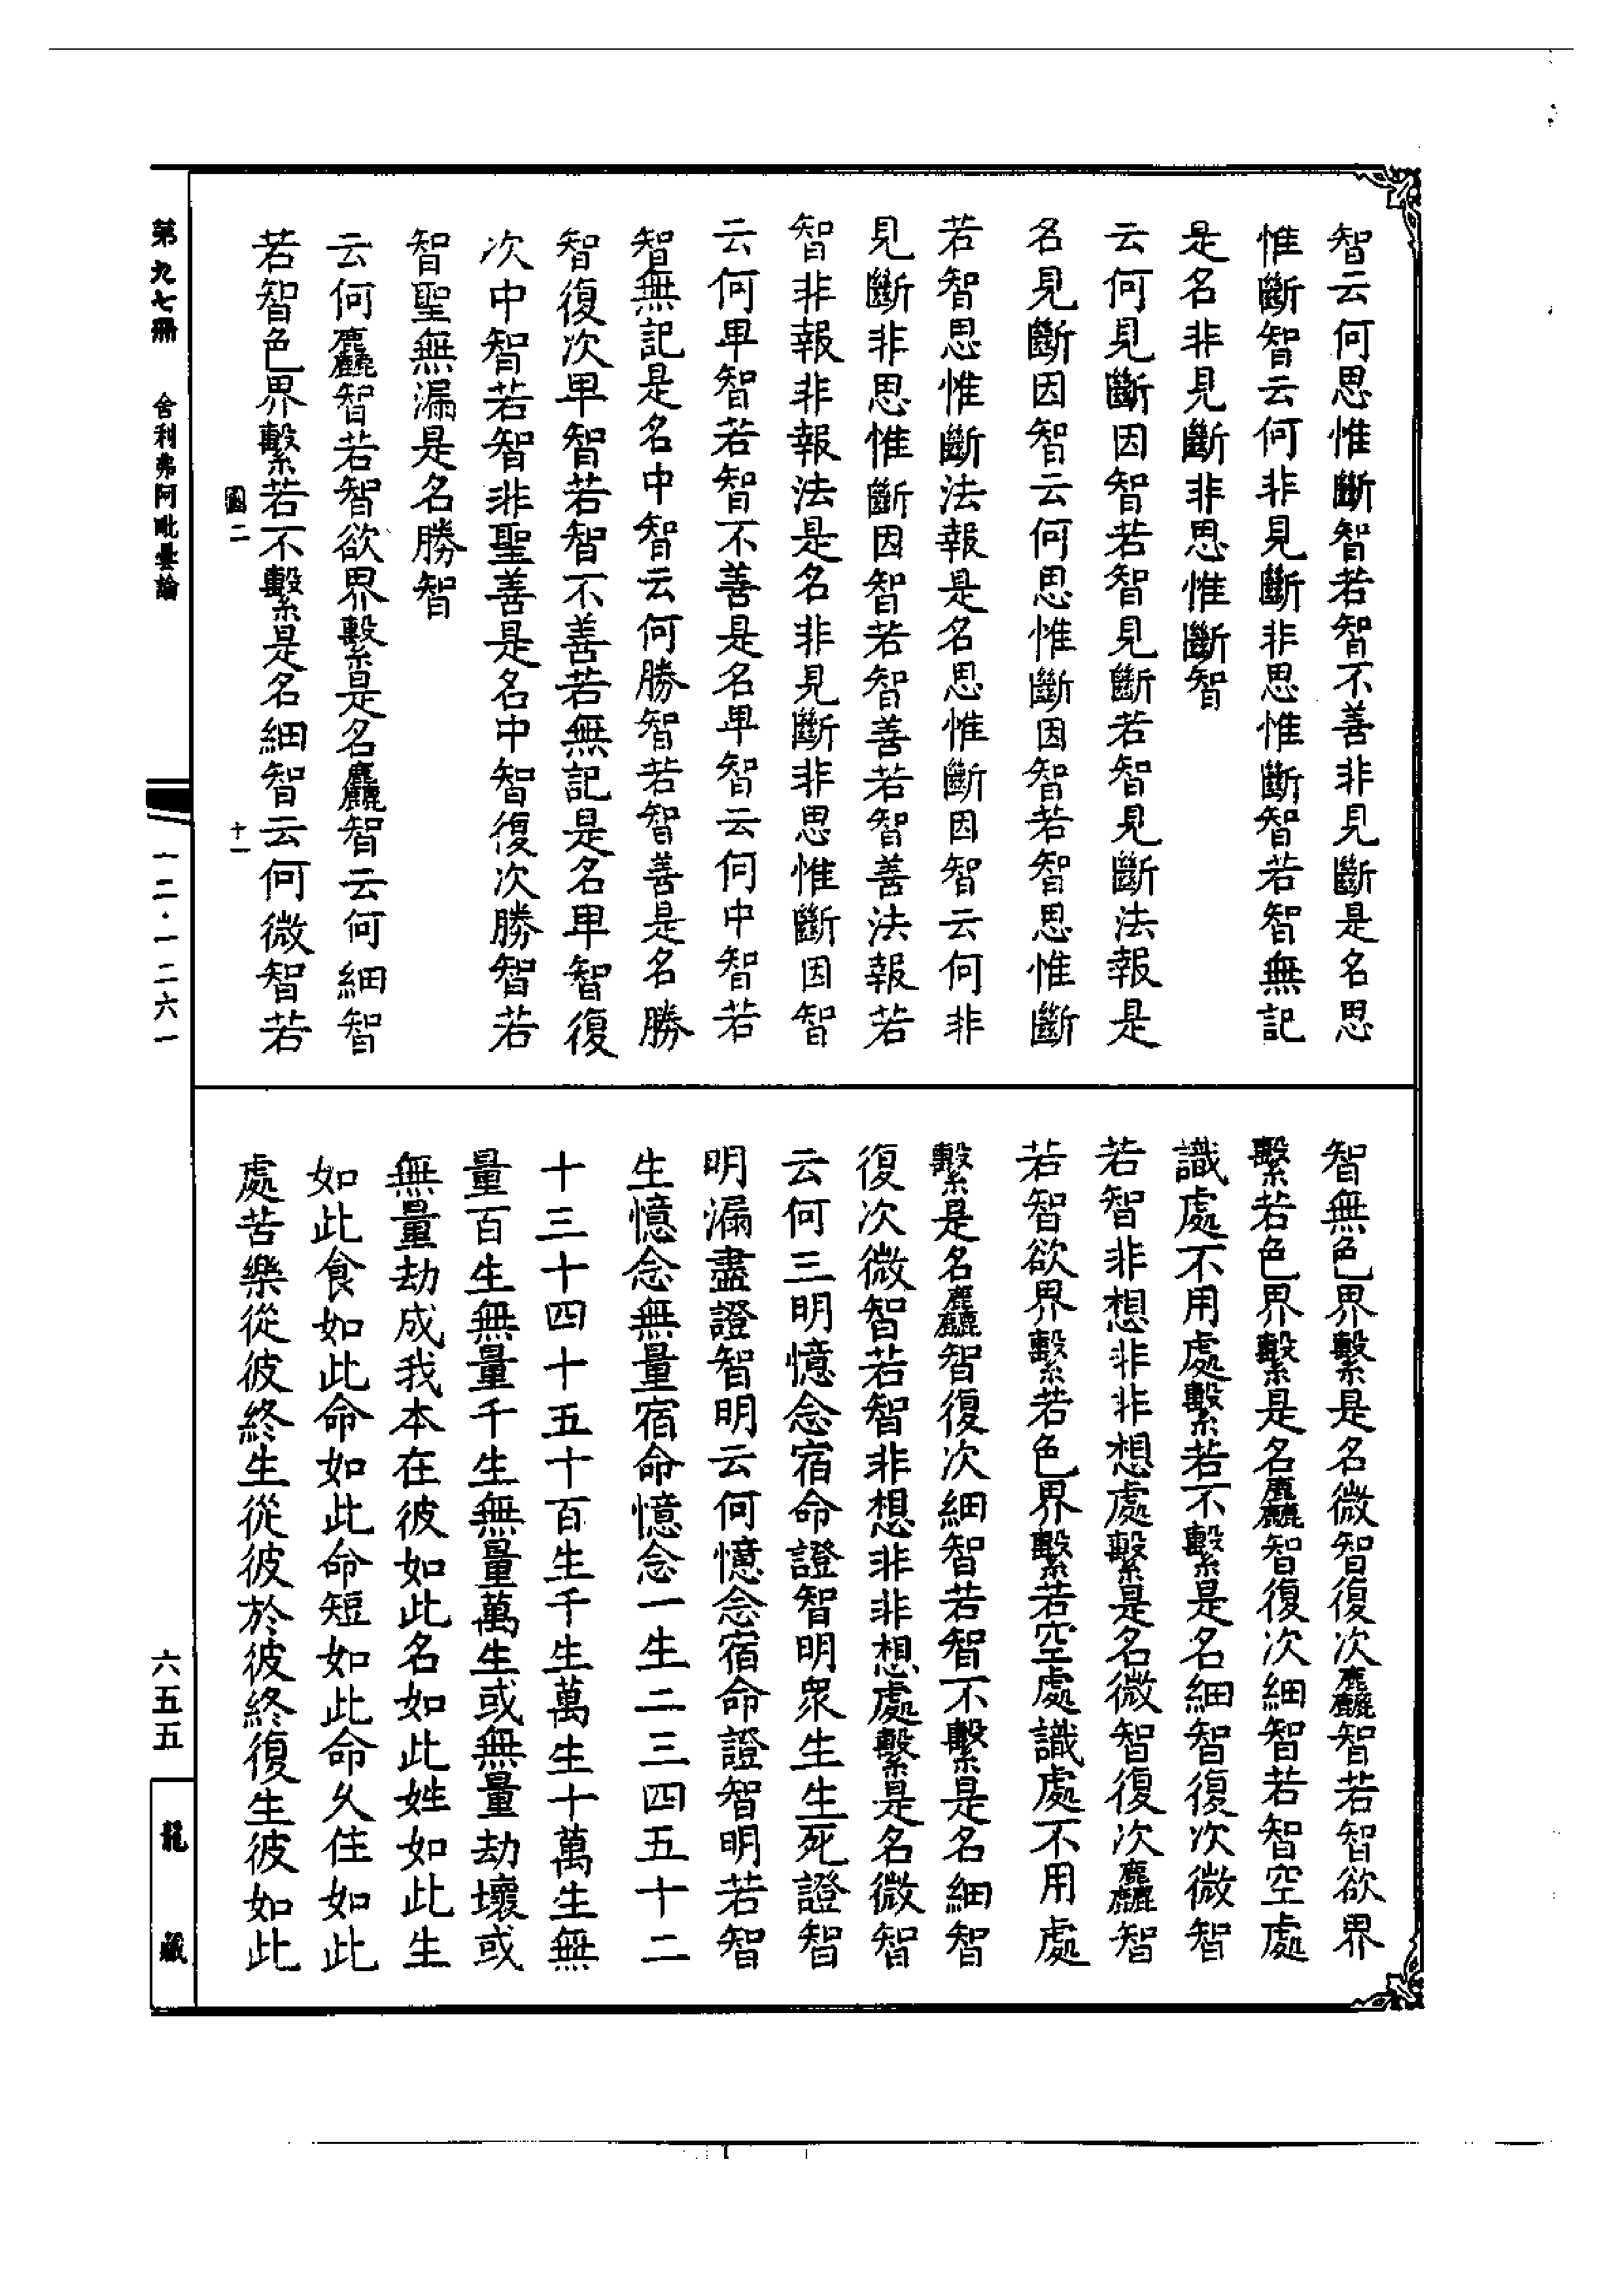 智云何思惟斷智若智不善非見斷是名思
惟斷智云何非見斷非思惟斷智若智無記
是名非見斷非思惟斷智
云何見斷因智若智見斷若智見斷法報是
名見斷因智云何思惟斷因智若智思惟斷
若智思惟斷法報是名思惟斷因智云何非
見斷非思惟斷因智若智善若智善法報若
智非報非報法是名非見斷非思惟斷因智
云何卑智若智不善是名卑智云何中智若
智無記是名中智云何勝智若智善是名勝
智復次卑智若智不善若無記是名卑智復
次中智若智非聖善是名中智復次勝智若
智聖無漏是名勝智
云何麤智若智欲界繫是名麤智云何細智
若智色界繫若不繫是名細智云何微智若
智無色界繫是名微智復次麤智若智欲界
繫若色界繫是名麤智復次細智若智空處
識處不用處繫若不繫是名細智復次微智
若智非想非非想處繫是名微智復次麤智
若智欲界繫若色界繫若空處識處不用處
繫是名麤智復次細智若智不繫是名細智
復次微智若智非想非非想處繫是名微智
云何三明憶念宿命證智明眾生生死證智
明漏盡證智明云何憶念宿命證智明若智
生憶念無量宿命憶念一生二三四五十二
十三十四十五十百生千生萬生十萬生無
量百生無量千生無量萬生或無量劫壞或
無量劫成我本在彼如此名如此姓如此生
如此食如此命如此命短如此命久住如此
處苦樂從彼終生從彼於彼終復生彼如此
第九七冊
舍利弗阿毗曇論
二
十一
一二·一二六一
六五五
龍藏